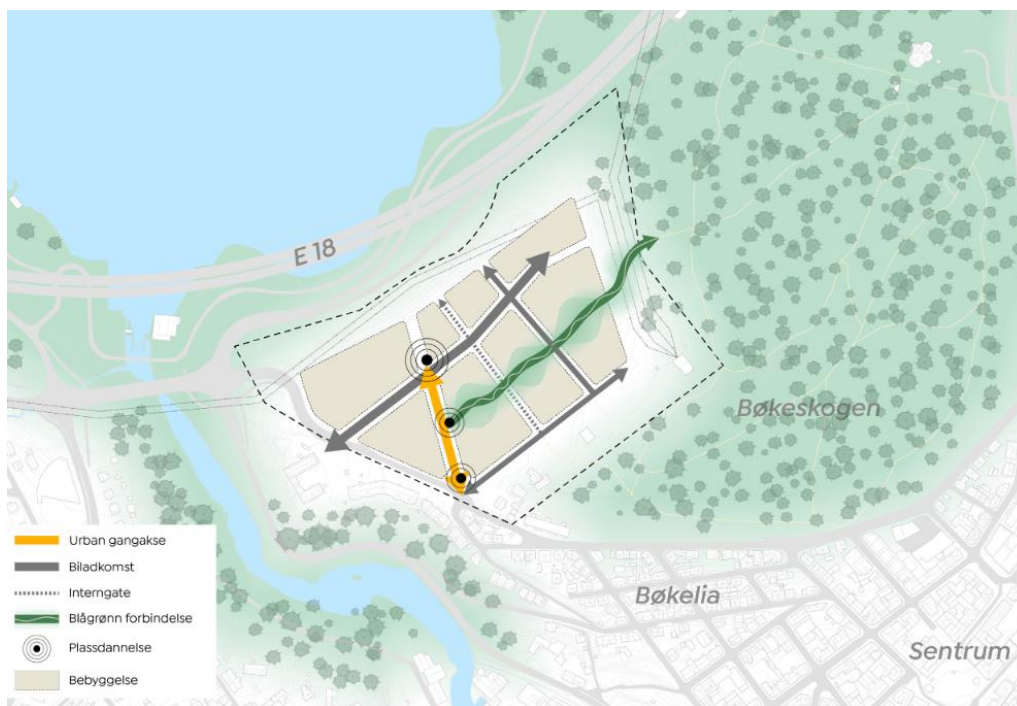 E 18
Bøkeskogen
Bøkelia
Sentrum
Urban gangakse
Biladkomst
Interngate
Blågrønn forbindelse
Plassdannelse
Bebyggelse